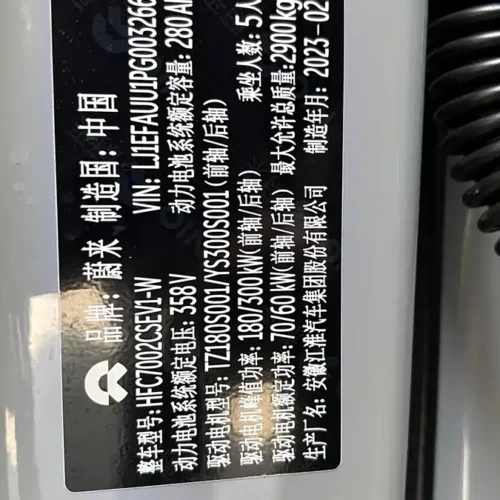 品牌: 蔚来 制造国: 中国
整车型号: HFC7002CSEV1-W VIN: LJ1EFAUU1PG003266
动力电池系统额定电压: 358 V 动力电池系统额定容量: 280 Ah
驱动电机型号: TZ180S001/YS300S001(前轴/后轴)
驱动电机峰值功率: 180/300 kW(前轴/后轴) 乘坐人数: 5人
驱动电机额定功率: 70/60 kW(前轴/后轴) 最大允许总质量: 2900kg
生产厂名: 安徽江淮汽车集团股份有限公司 制造年月: 2023-02